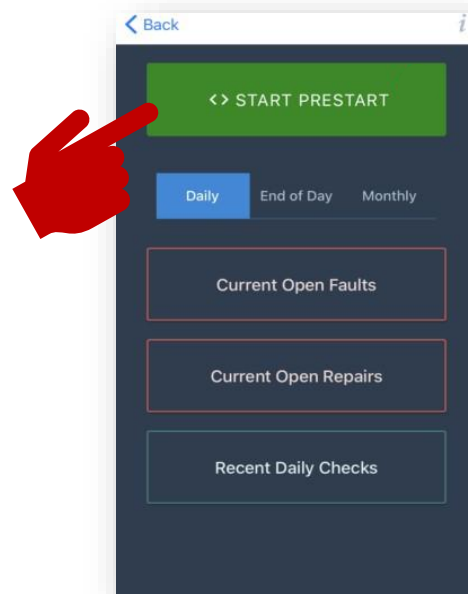 Back
i
<> START PRESTART
Daily End of Day Monthly
Current Open Faults
Current Open Repairs
Recent Daily Checks